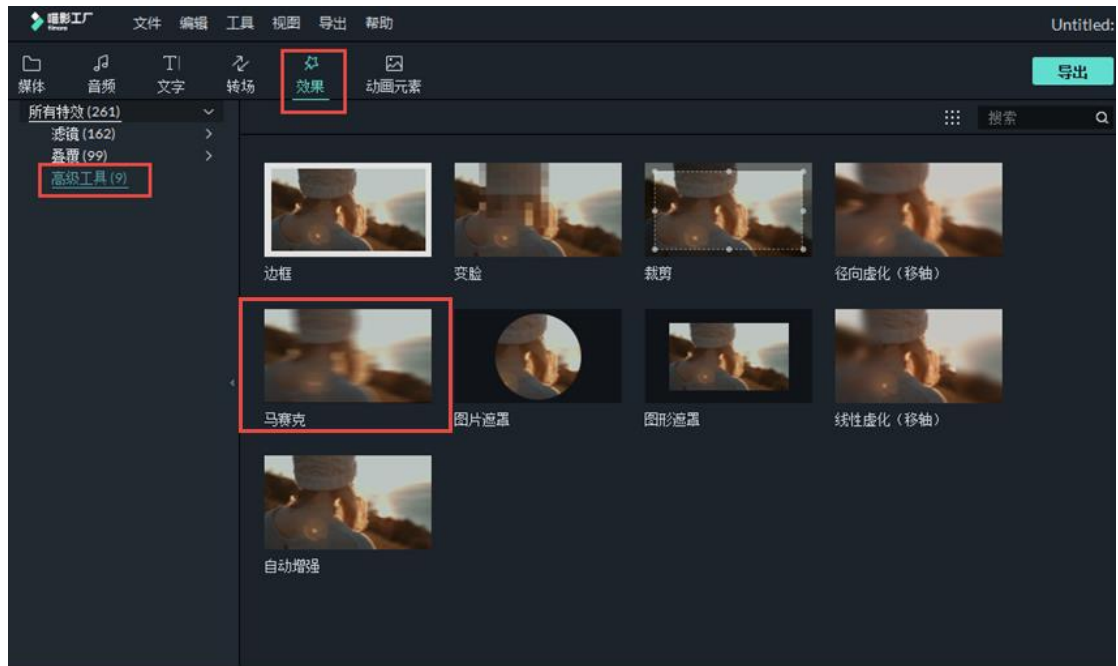 喵影工厂
filmora
文件 编辑 工具 视图 导出 帮助
Untitled:
媒体 音频 文字 转场 效果 动画元素
导出
所有特效 (261)
滤镜 (162)
叠覆 (99)
高级工具 (9)
搜索
边框 变脸 裁剪 径向虚化（移轴）
马赛克 图片遮罩 图形遮罩 线性虚化（移轴）
自动增强